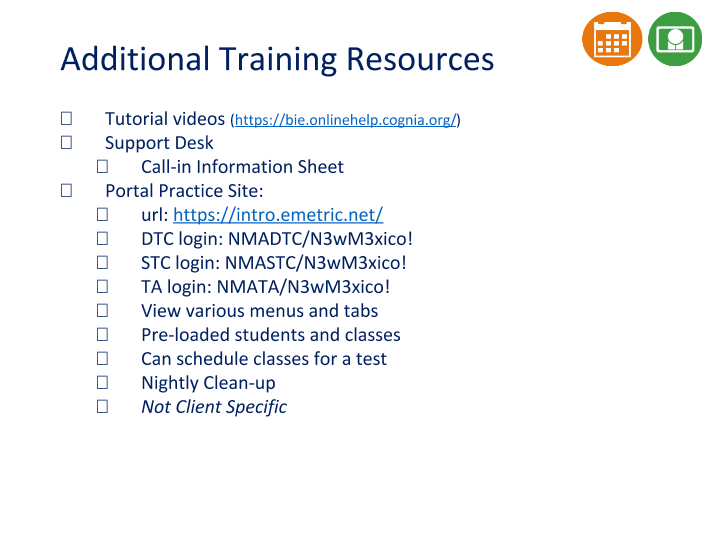 Additional Training Resources
Tutorial videos (https://bie.onlinehelp.cognia.org/)
Support Desk
Call-in Information Sheet
Portal Practice Site:
url: https://intro.emetric.net/
DTC login: NMADTC/N3wM3xico!
STC login: NMASTC/N3wM3xico!
TA login: NMATA/N3wM3xico!
View various menus and tabs
Pre-loaded students and classes
Can schedule classes for a test
Nightly Clean-up
Not Client Specific